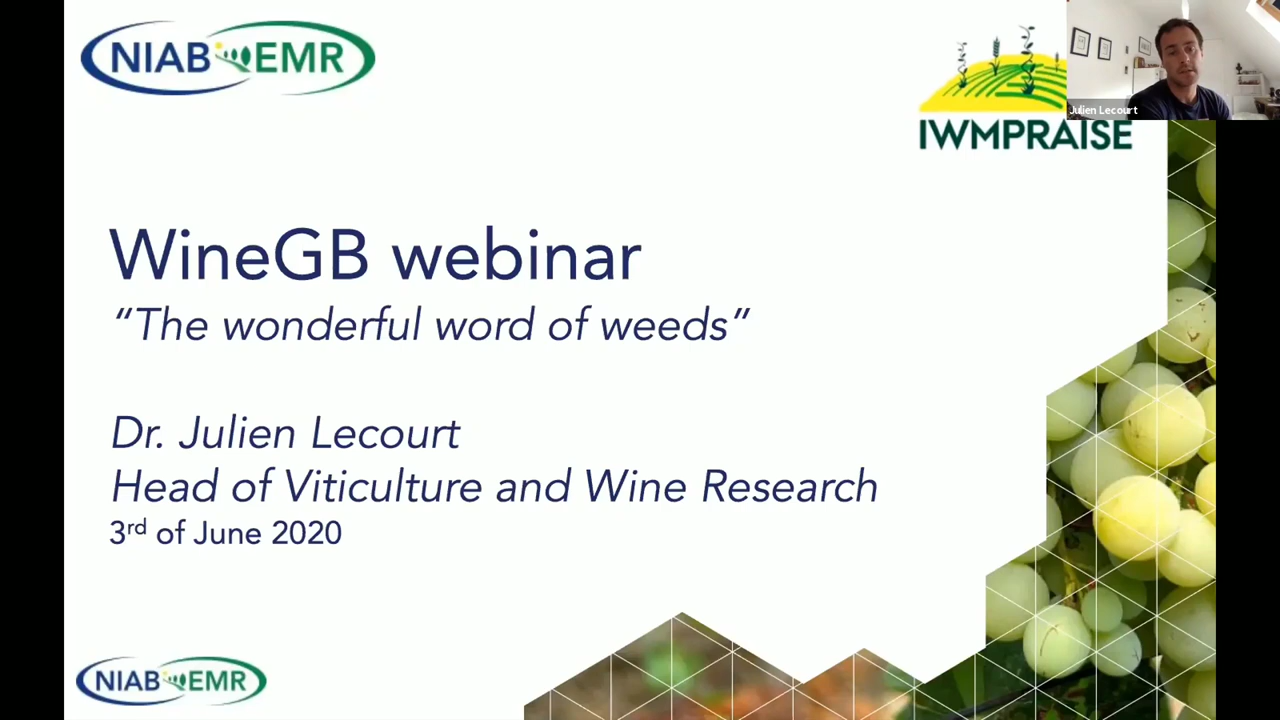 NIAB EMR
IWMPRAISE
Julien Lecourt
WineGB webinar
“The wonderful word of weeds”
Dr. Julien Lecourt
Head of Viticulture and Wine Research
3rd of June 2020
NIAB EMR